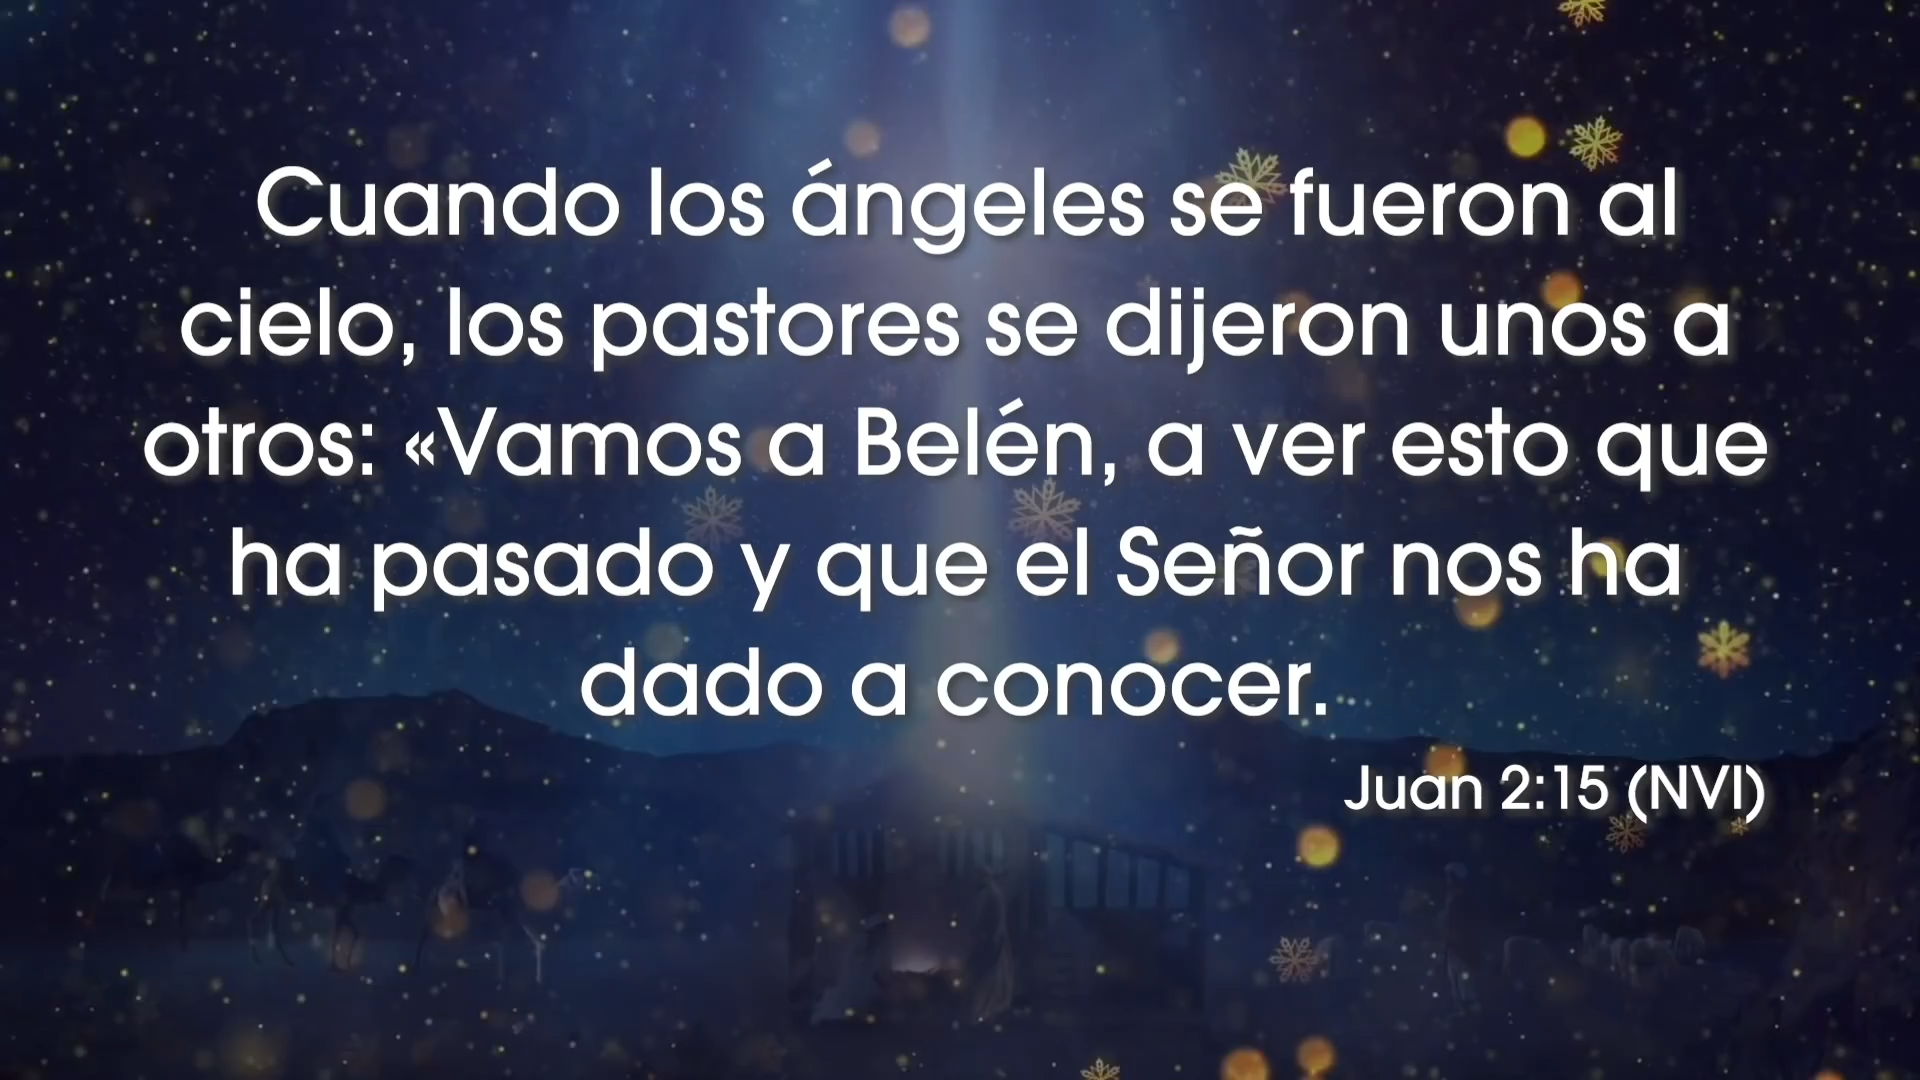 Cuando los ángeles se fueron al
cielo, los pastores se dijeron unos a
otros: «Vamos a Belén, a ver esto que
ha pasado y que el Señor nos ha
dado a conocer.
Juan 2:15 (NVI)